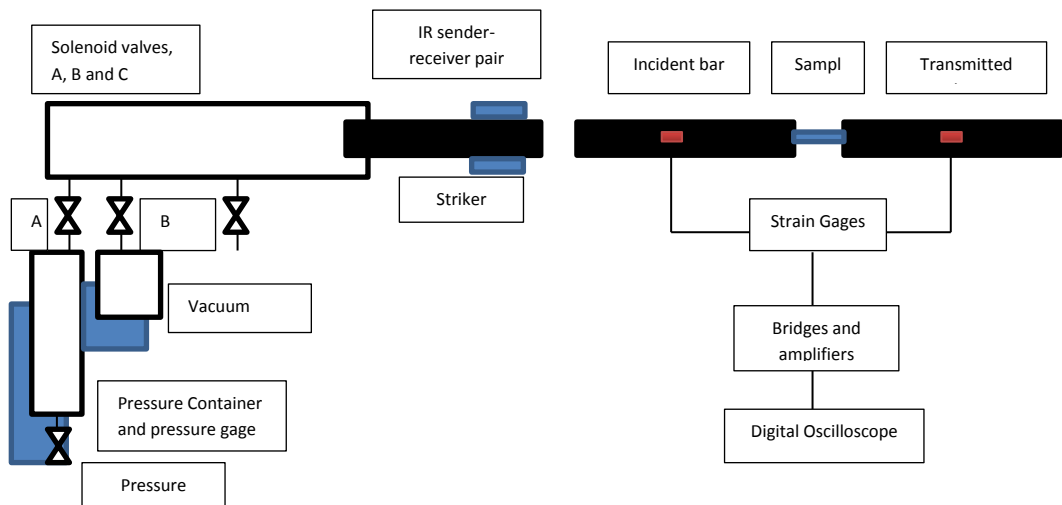 Solenoid valves,
A, B and C
IR sender-
receiver pair
Incident bar
Sampl
Transmitted
Striker
A
B
Strain Gages
Vacuum
Bridges and
amplifiers
Pressure Container
and pressure gage
Digital Oscilloscope
Pressure